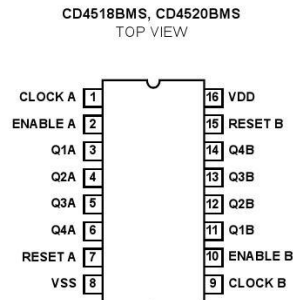 CD4518BMS, CD4520BMS
TOP VIEW
CLOCK A 1 16 VDD
ENABLE A 2 15 RESET B
Q1A 3 14 Q4B
Q2A 4 13 Q3B
Q3A 5 12 Q2B
Q4A 6 11 Q1B
RESET A 7 10 ENABLE B
VSS 8 9 CLOCK B